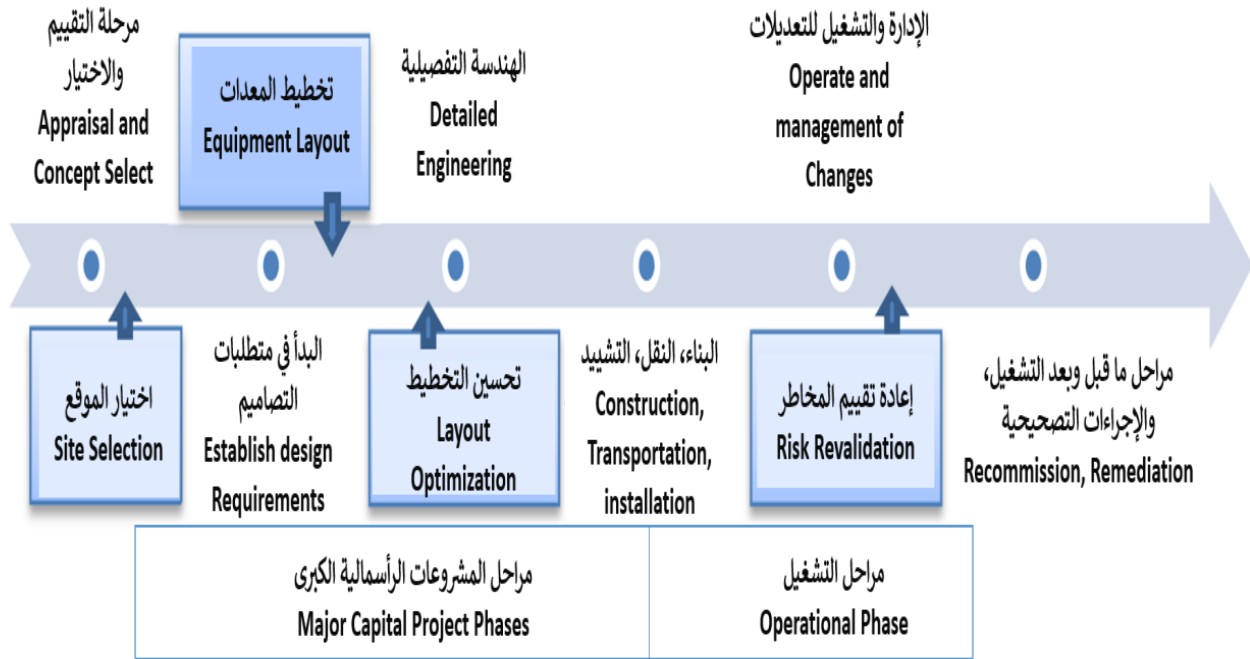 مرحلة التقييم
والاختيار
Appraisal and
Concept Select
تخطيط المعدات
Equipment Layout
الهندسة التفصيلية
Detailed
Engineering
الإدارة والتشغيل للتعديلات
Operate and
management of
Changes
اختيار الموقع
Site Selection
البدأ في متطلبات
التصاميم
Establish design
Requirements
تحسين التخطيط
Layout
Optimization
البناء، النقل، التشييد
Construction,
Transportation,
installation
إعادة تقييم المخاطر
Risk Revalidation
مراحل ما قبل وبعد التشغيل،
والإجراءات التصحيحية
Recommission, Remediation
مراحل المشروعات الرأسمالية الكبرى
Major Capital Project Phases
مراحل التشغيل
Operational Phase